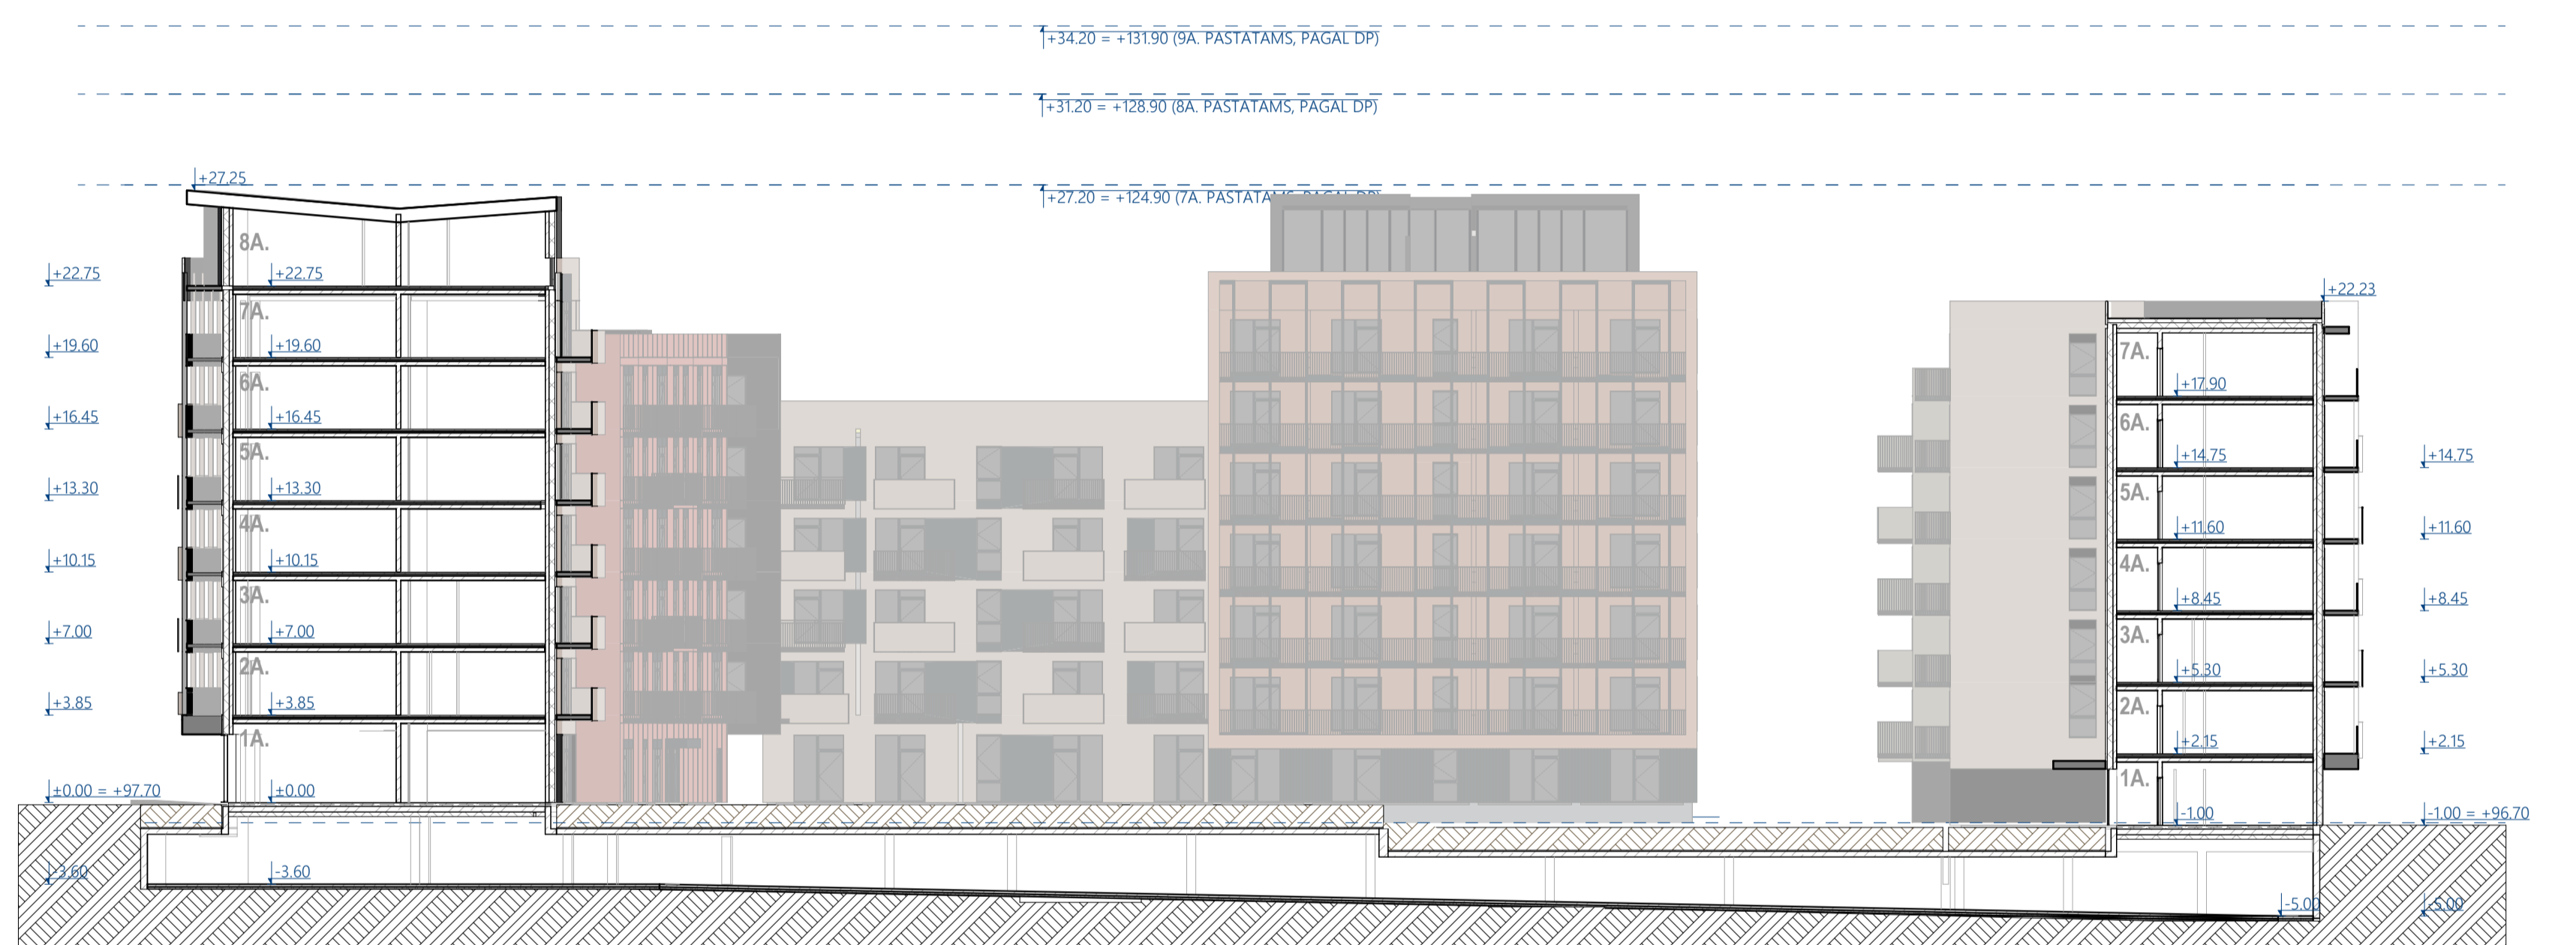 +34.20 = +131.90 (9A. PASTATAMS, PAGAL DP)
+31.20 = +128.90 (8A. PASTATAMS, PAGAL DP)
+27.25
+27.20 = +124.90 (7A. PASTATAMS, PAGAL DP)
8A.
+22.75
+22.75
+22.23
7A.
+19.60
+19.60
7A.
+17.90
6A.
+16.45
+16.45
6A.
+14.75
+14.75
5A.
+13.30
+13.30
5A.
+11.60
+11.60
4A.
+10.15
+10.15
4A.
+8.45
+8.45
3A.
+7.00
+7.00
3A.
+5.30
+5.30
2A.
+3.85
+3.85
2A.
+2.15
+2.15
1A.
±0.00 = +97.70
±0.00
1A.
-1.00
-1.00 = +96.70
-3.60
-3.60
-5.00
-5.00